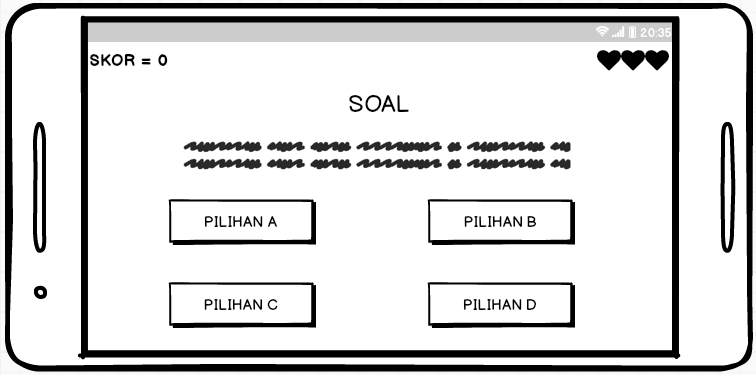 20:35
SKOR = 0
SOAL
PILIHAN A
PILIHAN B
PILIHAN C
PILIHAN D